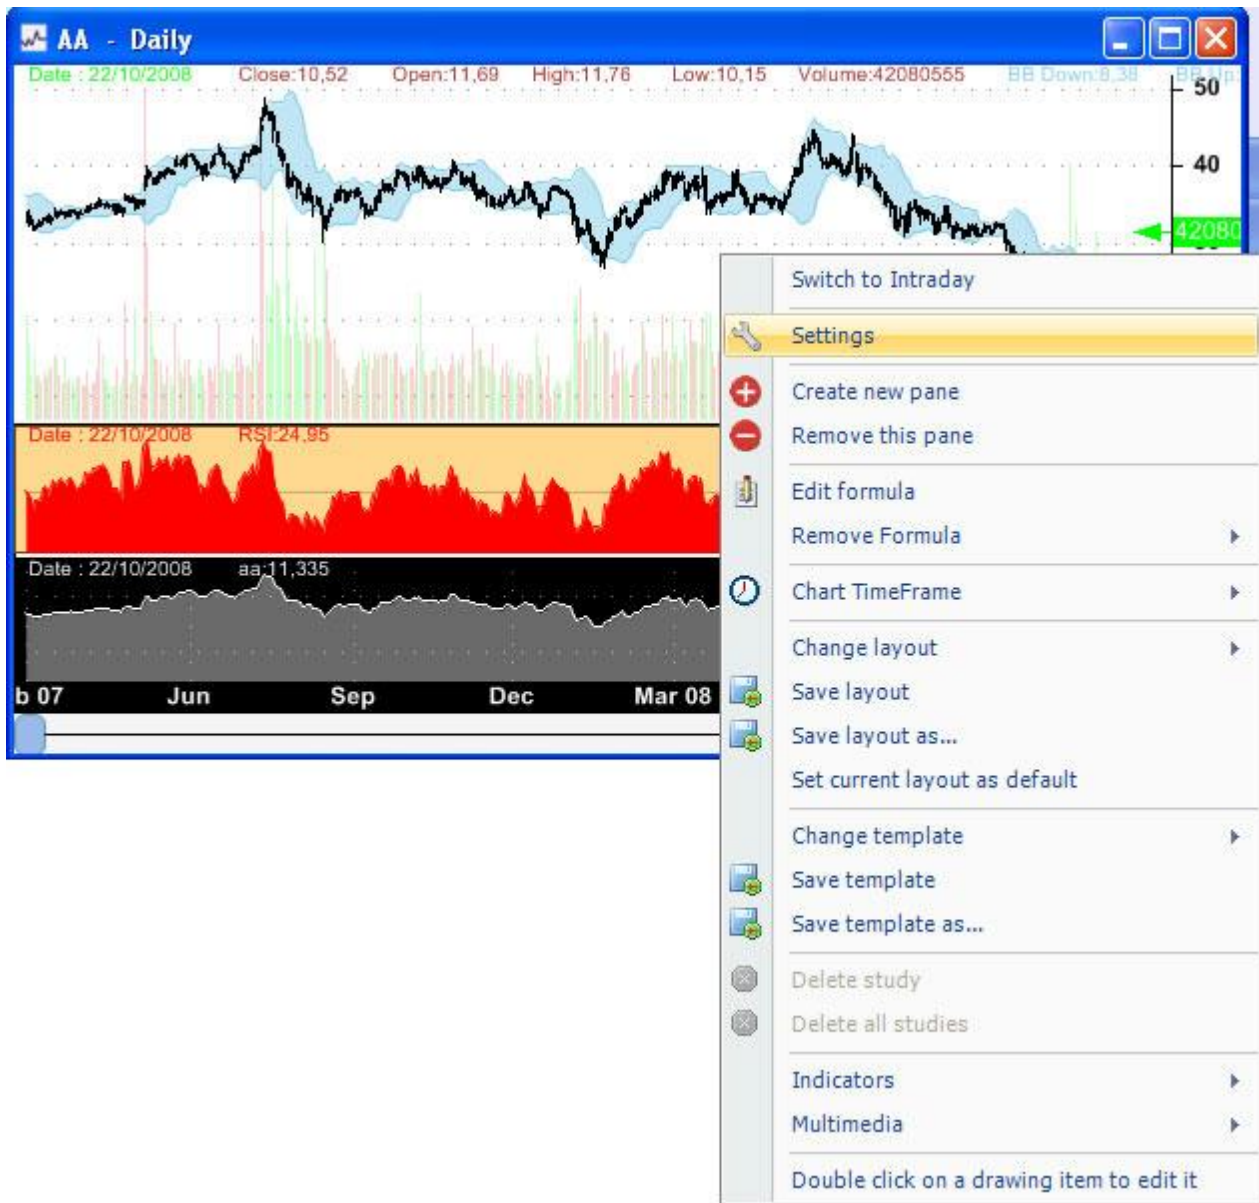 AA - Daily
Date : 22/10/2008 Close:10,52 Open:11,69 High:11,76 Low:10,15 Volume:42080555 BB Down:8,38 BB Up:
50
40
42080
Date : 22/10/2008 RSI:24,95
Date : 22/10/2008 aa:11,335
b 07 Jun Sep Dec Mar 08
Switch to Intraday
Settings
Create new pane
Remove this pane
Edit formula
Remove Formula
Chart TimeFrame
Change layout
Save layout
Save layout as...
Set current layout as default
Change template
Save template
Save template as...
Delete study
Delete all studies
Indicators
Multimedia
Double click on a drawing item to edit it